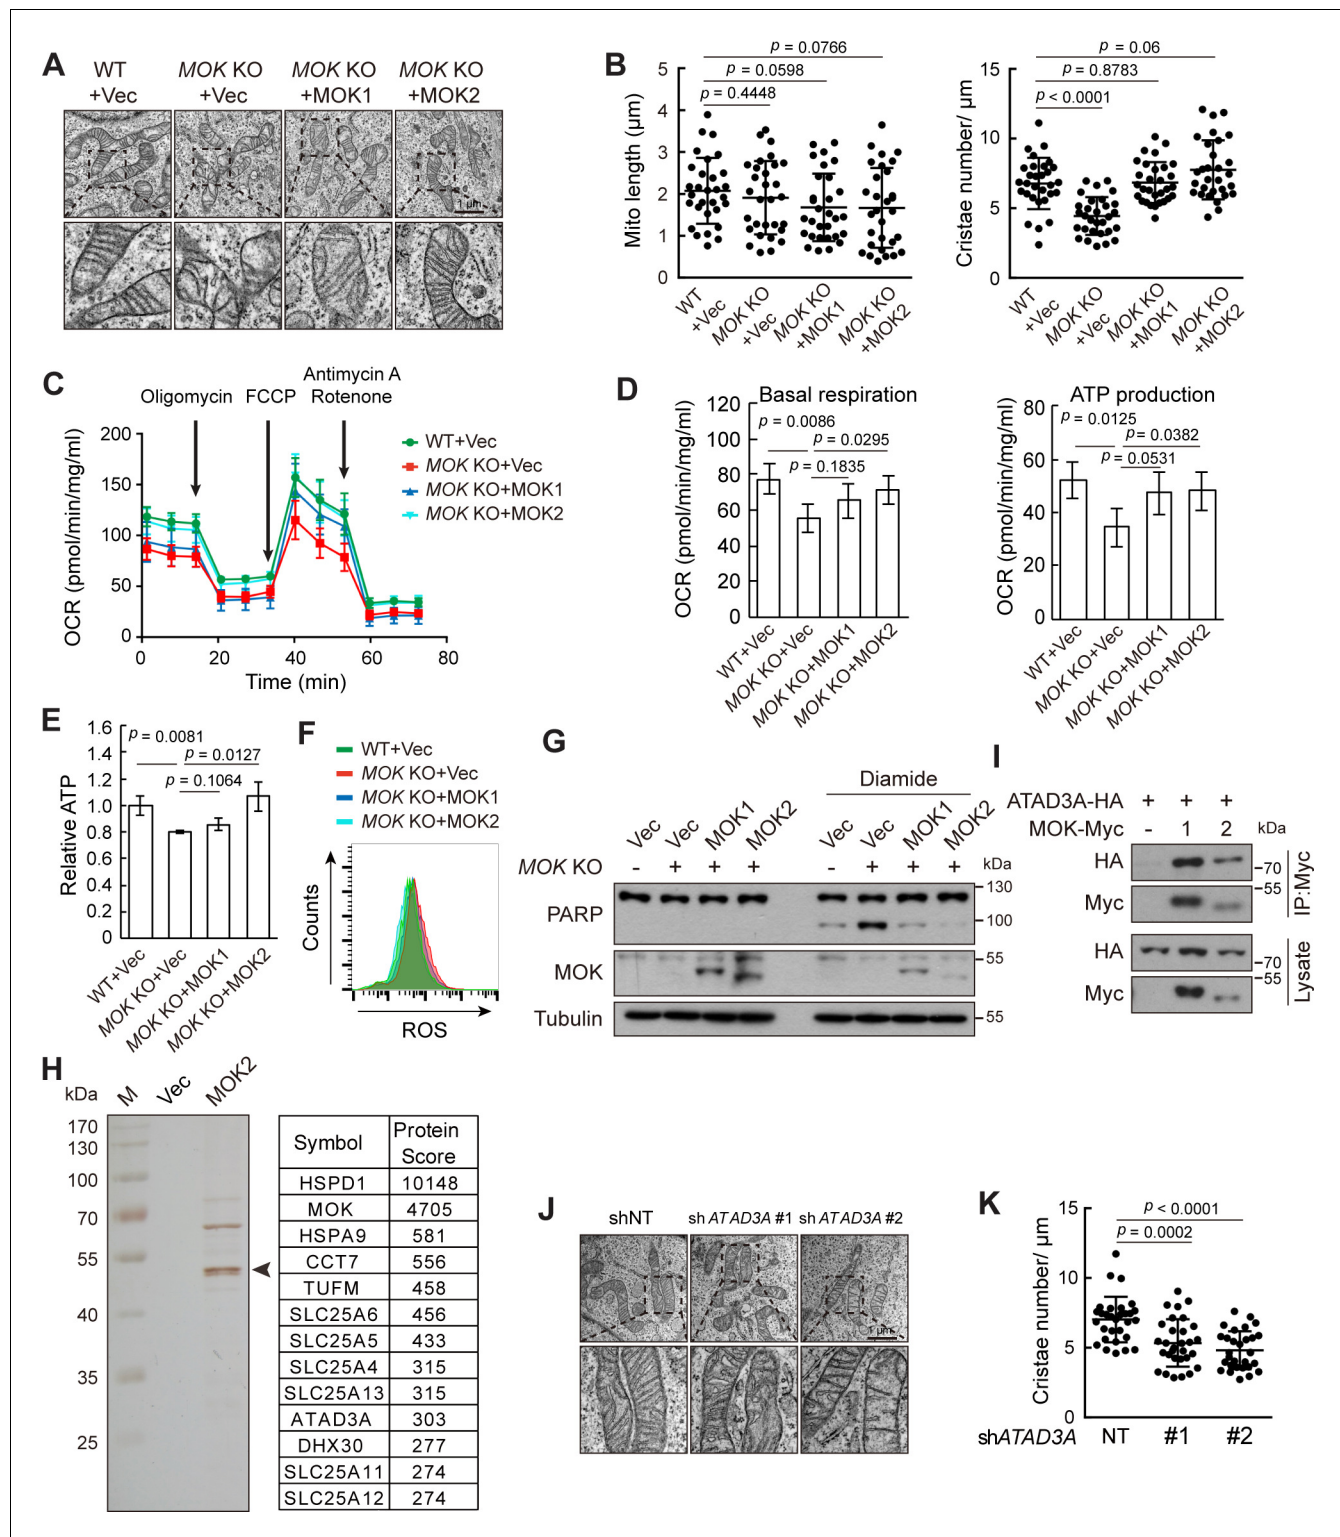 A
WT
+Vec
MOK KO
+Vec
MOK KO
+MOK1
MOK KO
+MOK2
1 μm
B
Mito length (μm)
5
4
3
2
1
0
p = 0.0766
p = 0.0598
p = 0.4448
WT
+Vec
MOK KO
+Vec
MOK KO
+MOK1
MOK KO
+MOK2
Cristae number/ μm
15
10
5
0
p = 0.06
p = 0.8783
p < 0.0001
WT
+Vec
MOK KO
+Vec
MOK KO
+MOK1
MOK KO
+MOK2
C
Oligomycin
FCCP
Antimycin A
Rotenone
OCR (pmol/min/mg/ml)
200
150
100
50
0
0
20
40
60
80
Time (min)
WT+Vec
MOK KO+Vec
MOK KO+MOK1
MOK KO+MOK2
D
Basal respiration
OCR (pmol/min/mg/ml)
120
100
80
60
40
20
0
p = 0.0086
p = 0.0295
p = 0.1835
WT+Vec
MOK KO+Vec
MOK KO+MOK1
MOK KO+MOK2
ATP production
OCR (pmol/min/mg/ml)
80
60
40
20
0
p = 0.0125
p = 0.0382
p = 0.0531
WT+Vec
MOK KO+Vec
MOK KO+MOK1
MOK KO+MOK2
E
Relative ATP
1.6
1.4
1.2
1.0
0.8
0.6
0.4
0.2
0
p = 0.0081
p = 0.0127
p = 0.1064
WT+Vec
MOK KO+Vec
MOK KO+MOK1
MOK KO+MOK2
F
WT+Vec
MOK KO+Vec
MOK KO+MOK1
MOK KO+MOK2
Counts
ROS
G
Diamide
Vec
Vec
MOK1
MOK2
Vec
Vec
MOK1
MOK2
MOK KO - + + + - + + + kDa
PARP
130
100
MOK
55
Tubulin
55
I
ATAD3A-HA + + +
MOK-Myc - 1 2 kDa
HA
70
Myc
55
IP:Myc
HA
70
Myc
55
Lysate
H
kDa M Vec MOK2
170
130
100
70
55
40
35
25
Symbol Protein Score
HSPD1 10148
MOK 4705
HSPA9 581
CCT7 556
TUFM 458
SLC25A6 456
SLC25A5 433
SLC25A4 315
SLC25A13 315
ATAD3A 303
DHX30 277
SLC25A11 274
SLC25A12 274
J
shNT
sh ATAD3A #1
sh ATAD3A #2
1 μm
K
Cristae number/ μm
15
10
5
0
p < 0.0001
p = 0.0002
shATAD3A NT #1 #2